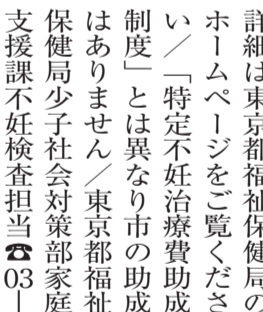 詳細は東京都福祉保健局の
ホームページをご覧くださ
い／「特定不妊治療費助成
制度」とは異なり市の助成
はありません／東京都福祉
保健局少子社会対策部家庭
支援課不妊検査担当☎03―